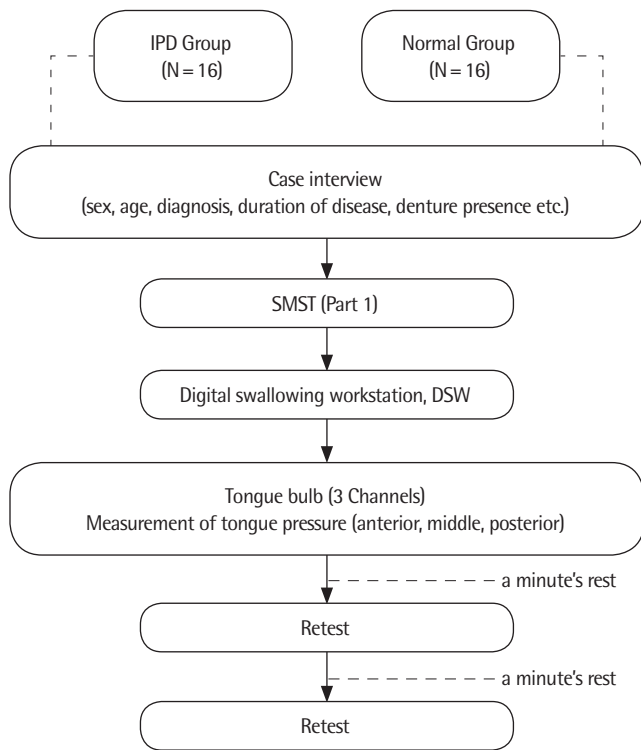 IPD Group
(N = 16)
Normal Group
(N = 16)
Case interview
(sex, age, diagnosis, duration of disease, denture presence etc.)
SMST (Part 1)
Digital swallowing workstation, DSW
Tongue bulb (3 Channels)
Measurement of tongue pressure (anterior, middle, posterior)
a minute's rest
Retest
a minute's rest
Retest